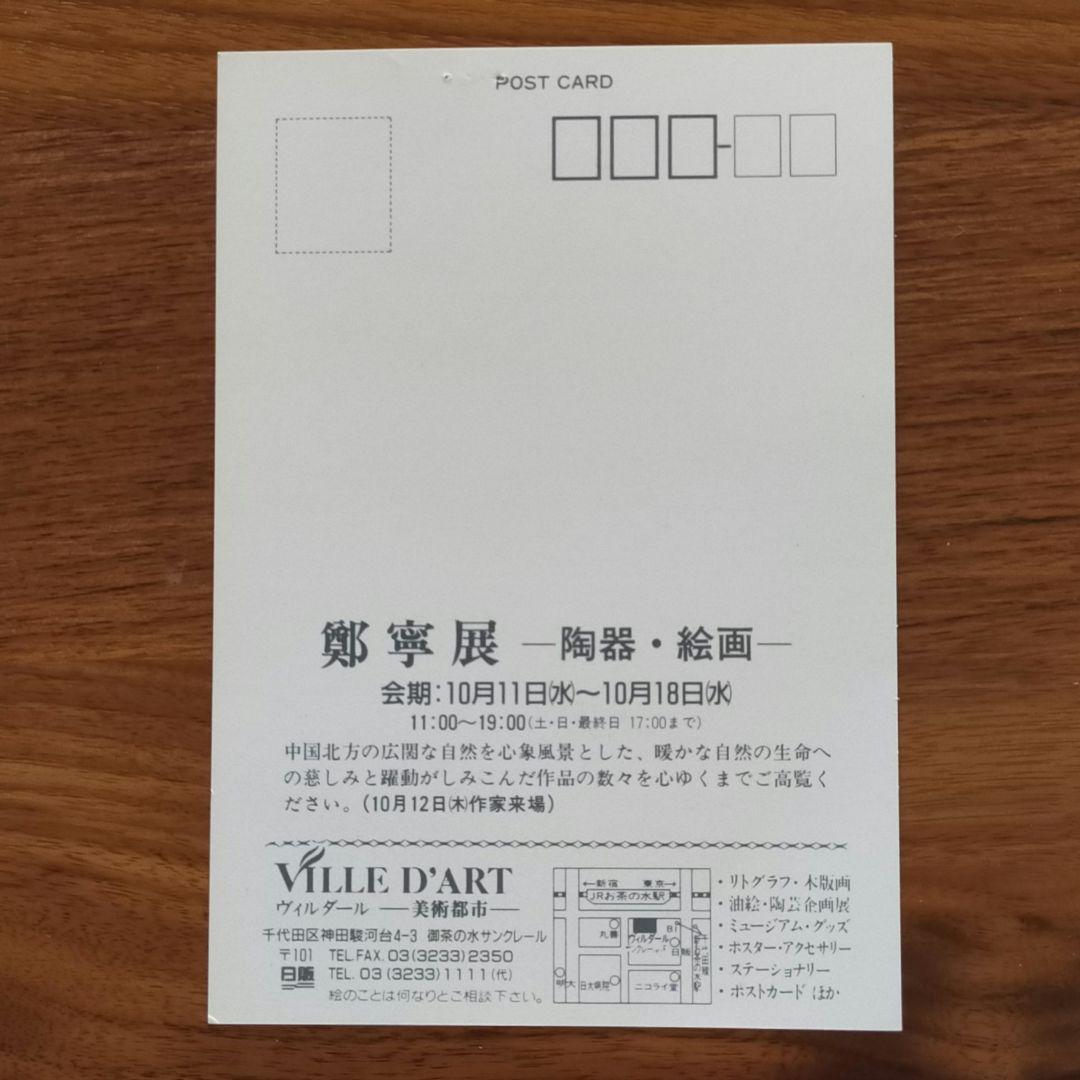 POST CARD
鄭寧展 ―陶器・絵画―
会期:10月11日㈬〜10月18日㈬
11:00〜19:00(土・日・最終日 17:00まで)
中国北方の広闊な自然を心象風景とした、暖かな自然の生命へ
の慈しみと躍動がしみこんだ作品の数々を心ゆくまでご高覧く
ださい。(10月12日㈭作家来場)
VILLE D'ART
ヴィルダール ―美術都市―
千代田区神田駿河台4-3 御茶の水サンクレール
〒101 TEL.FAX.03(3233)2350
日販 TEL.03(3233)1111(代)
絵のことは何なりとご相談下さい。
←新宿 東京→
JRお茶の水駅
丸善
ヴィルダール
B1
日販
明大
日大病院
ニコライ堂
・リトグラフ・木版画
・油絵・陶芸企画展
・ミュージアム・グッズ
・ポスター・アクセサリー
・ステーショナリー
・ポストカード ほか